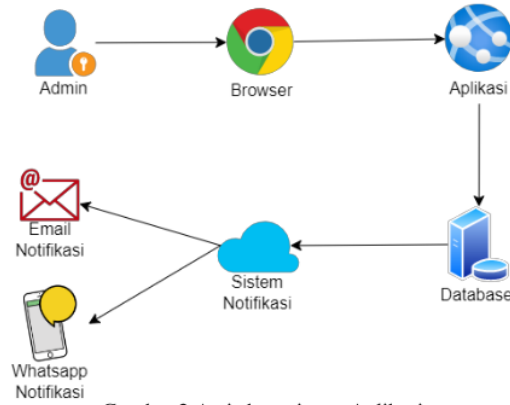 Admin
Browser
Aplikasi
Email
Notifikasi
Sistem
Notifikasi
Database
Whatsapp
Notifikasi